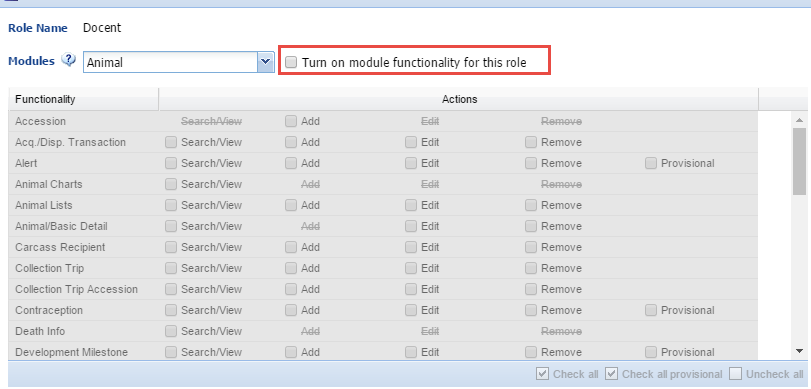 Role Name Docent
Modules Animal Turn on module functionality for this role
Functionality Actions
Accession Search/View Add Edit Remove
Acq./Disp. Transaction Search/View Add Edit Remove
Alert Search/View Add Edit Remove Provisional
Animal Charts Search/View Add Edit Remove
Animal Lists Search/View Add Edit Remove
Animal/Basic Detail Search/View Add Edit Remove
Carcass Recipient Search/View Add Edit Remove
Collection Trip Search/View Add Edit Remove
Collection Trip Accession Search/View Add Edit Remove
Contraception Search/View Add Edit Remove Provisional
Death Info Search/View Add Edit Remove
Development Milestone Search/View Add Edit Remove Provisional
Check all Check all provisional Uncheck all